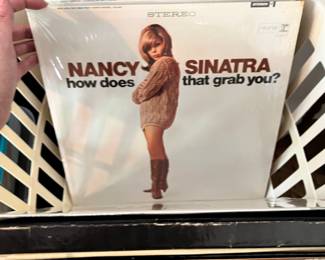 STEREO
NANCY SINATRA
how does that grab you?